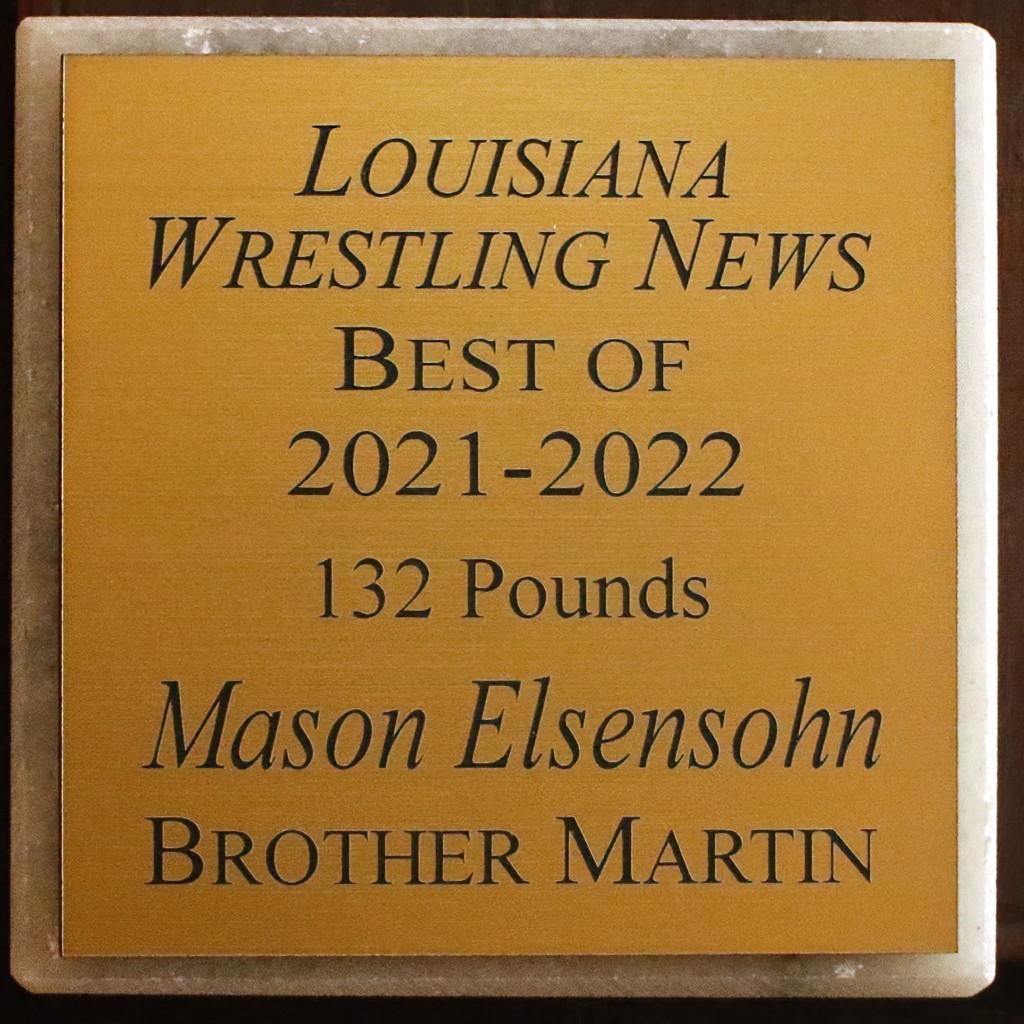 LOUISIANA
WRESTLING NEWS
BEST OF
2021-2022
132 Pounds
Mason Elsensohn
BROTHER MARTIN